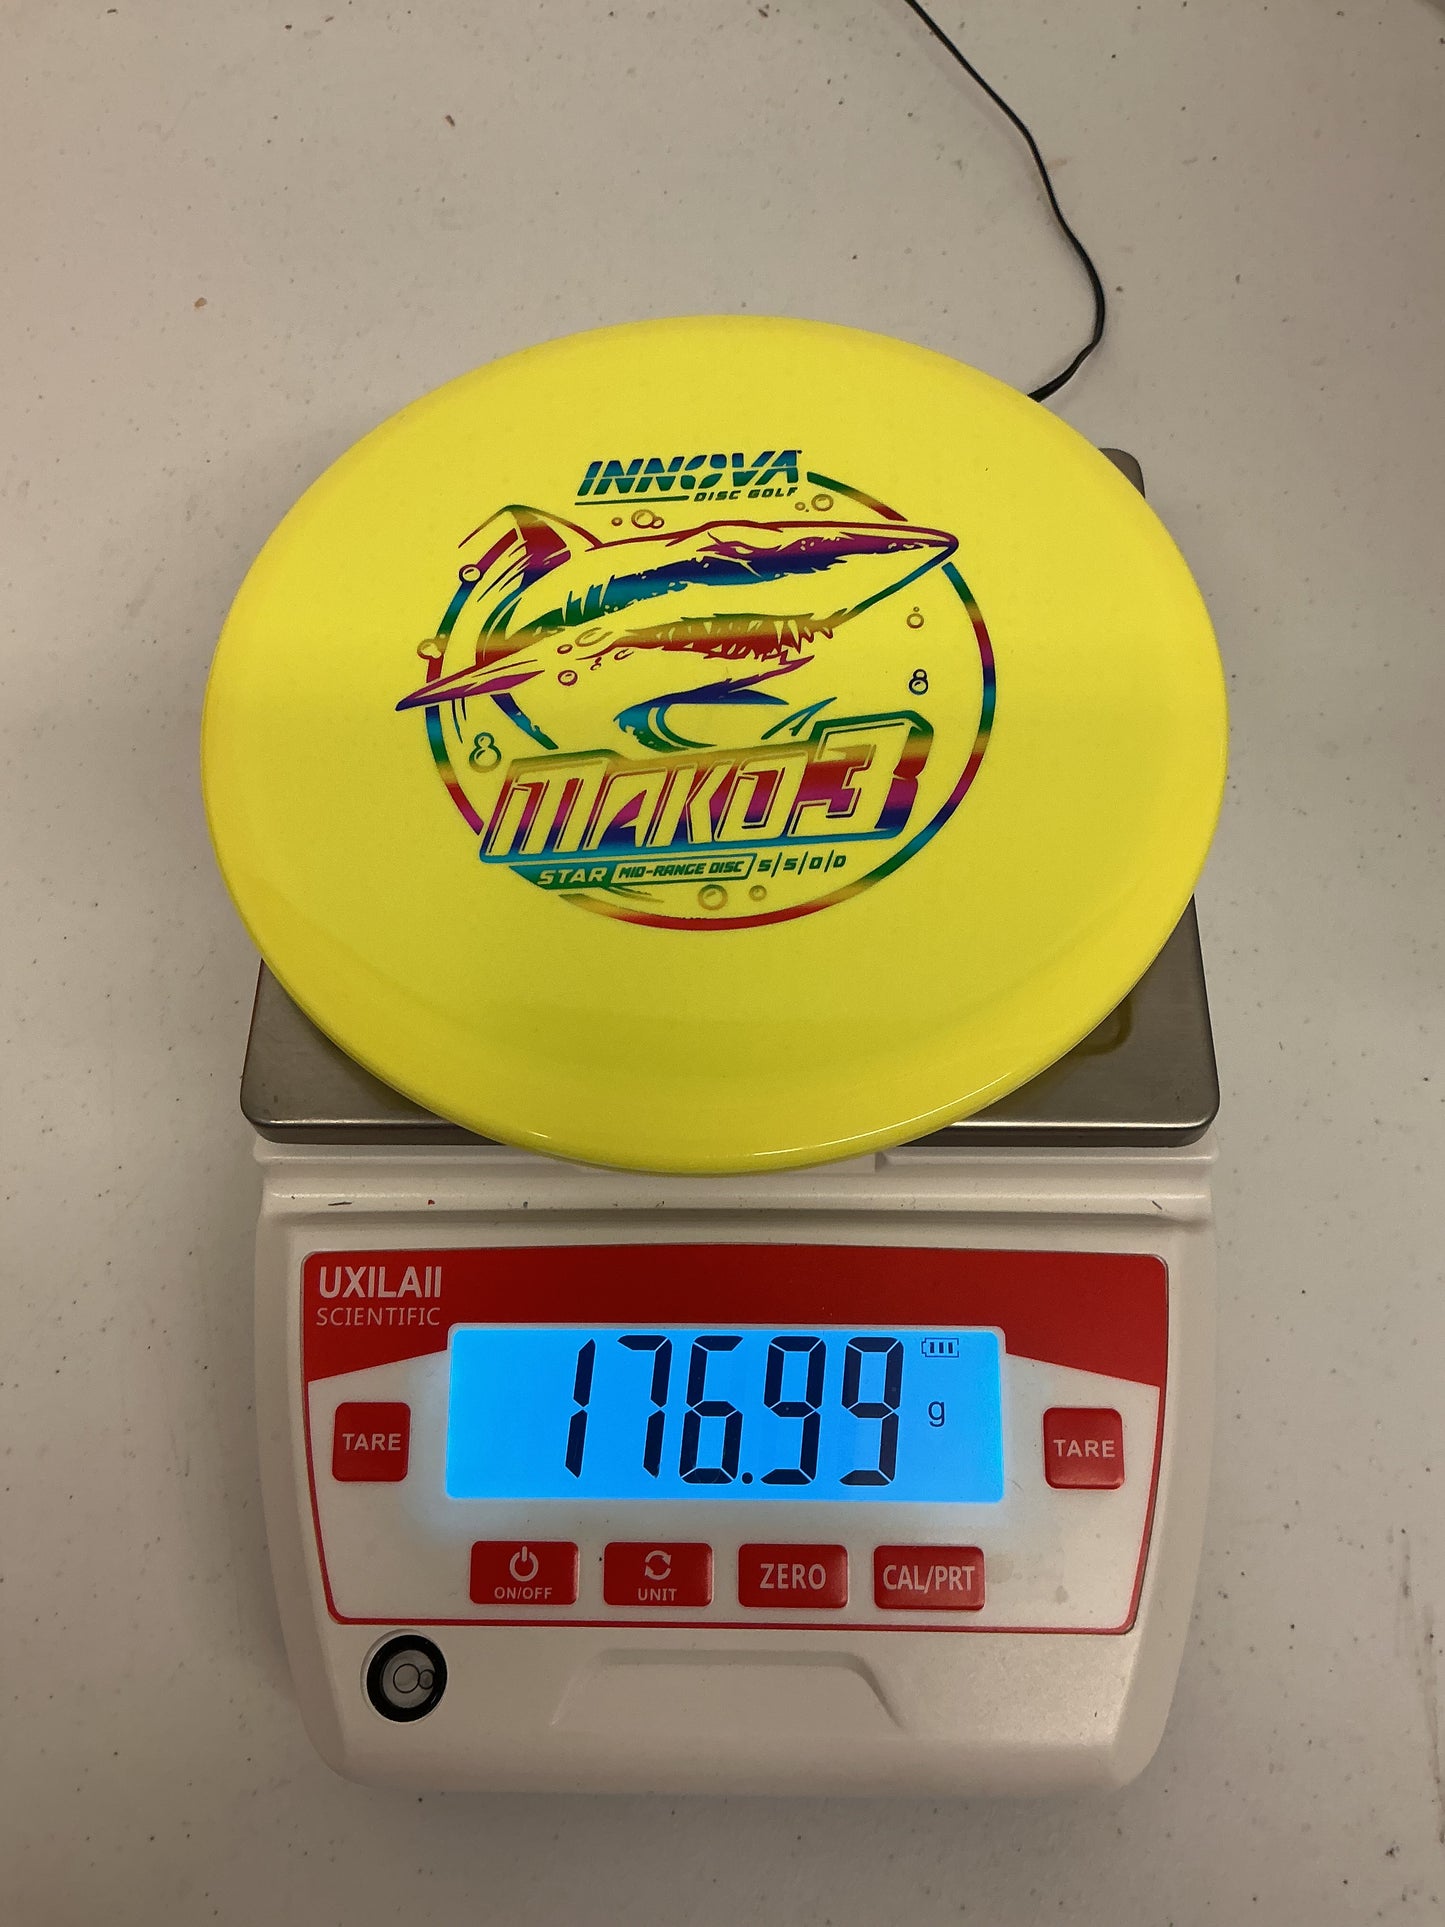 INNOVA
DISC GOLF
MAKO3
STAR MID-RANGE DISC 5/5/0/0
UXILAII
SCIENTIFIC
176.99 g
TARE
TARE
ON/OFF
UNIT
ZERO
CAL/PRT